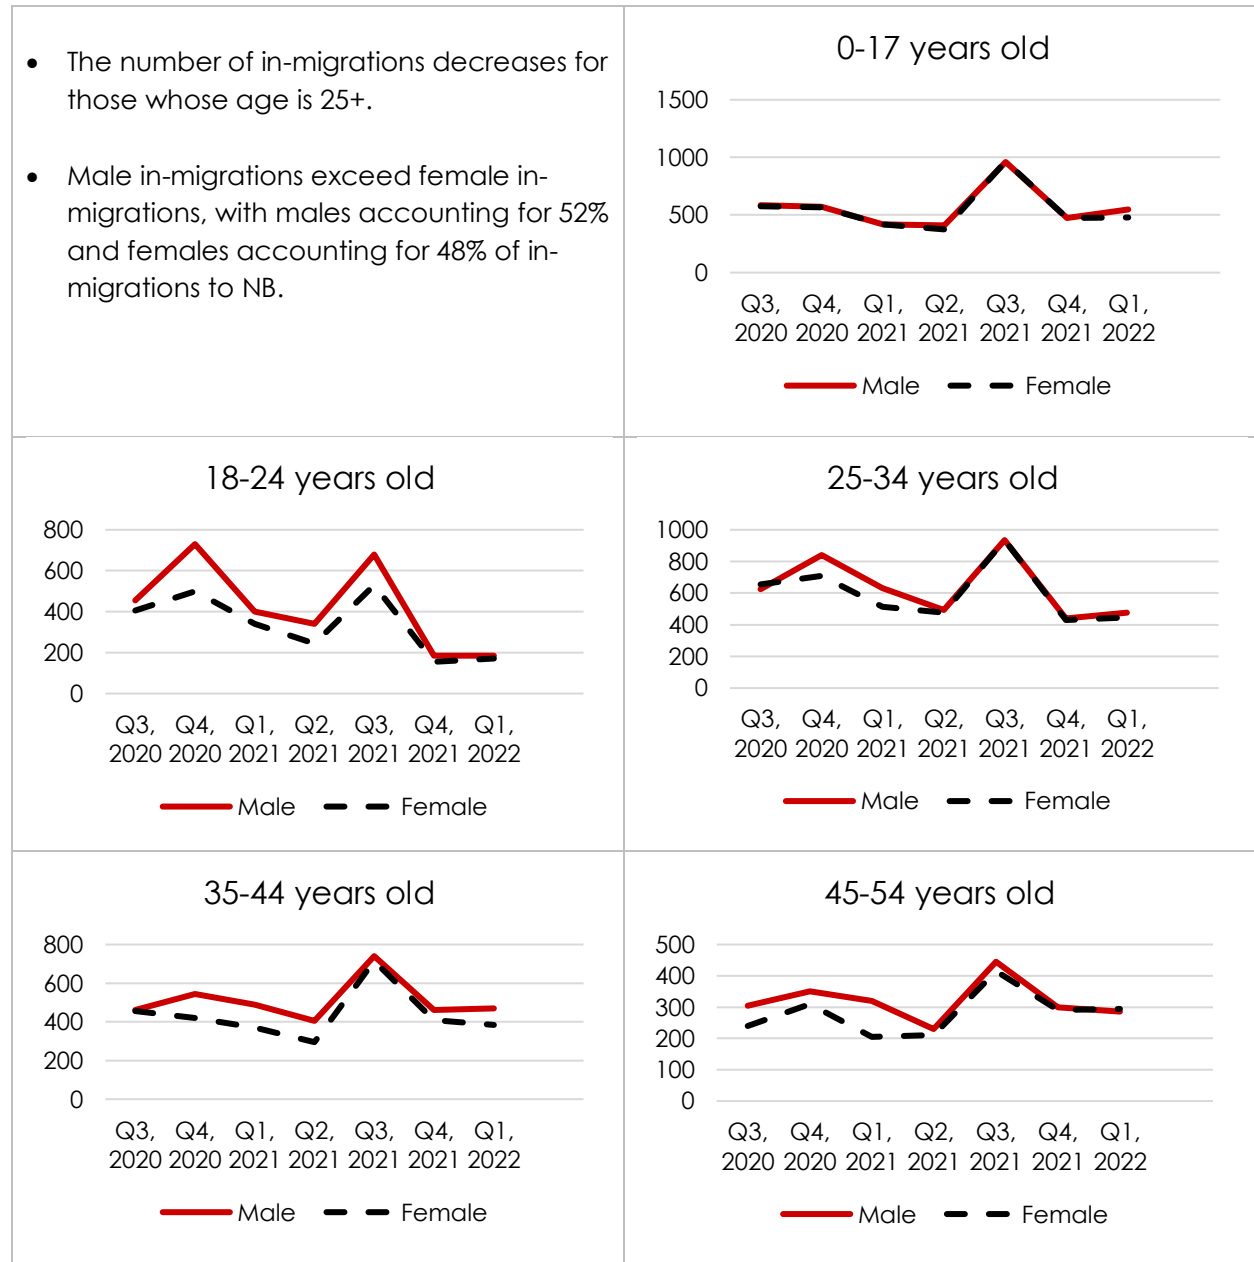 • The number of in-migrations decreases for
those whose age is 25+.
• Male in-migrations exceed female in-
migrations, with males accounting for 52%
and females accounting for 48% of in-
migrations to NB.
0-17 years old
1500
1000
500
0
Q3, Q4, Q1, Q2, Q3, Q4, Q1,
2020 2020 2021 2021 2021 2021 2022
Male Female
18-24 years old
800
600
400
200
0
Q3, Q4, Q1, Q2, Q3, Q4, Q1,
2020 2020 2021 2021 2021 2021 2022
Male Female
25-34 years old
1000
800
600
400
200
0
Q3, Q4, Q1, Q2, Q3, Q4, Q1,
2020 2020 2021 2021 2021 2021 2022
Male Female
35-44 years old
800
600
400
200
0
Q3, Q4, Q1, Q2, Q3, Q4, Q1,
2020 2020 2021 2021 2021 2021 2022
Male Female
45-54 years old
500
400
300
200
100
0
Q3, Q4, Q1, Q2, Q3, Q4, Q1,
2020 2020 2021 2021 2021 2021 2022
Male Female